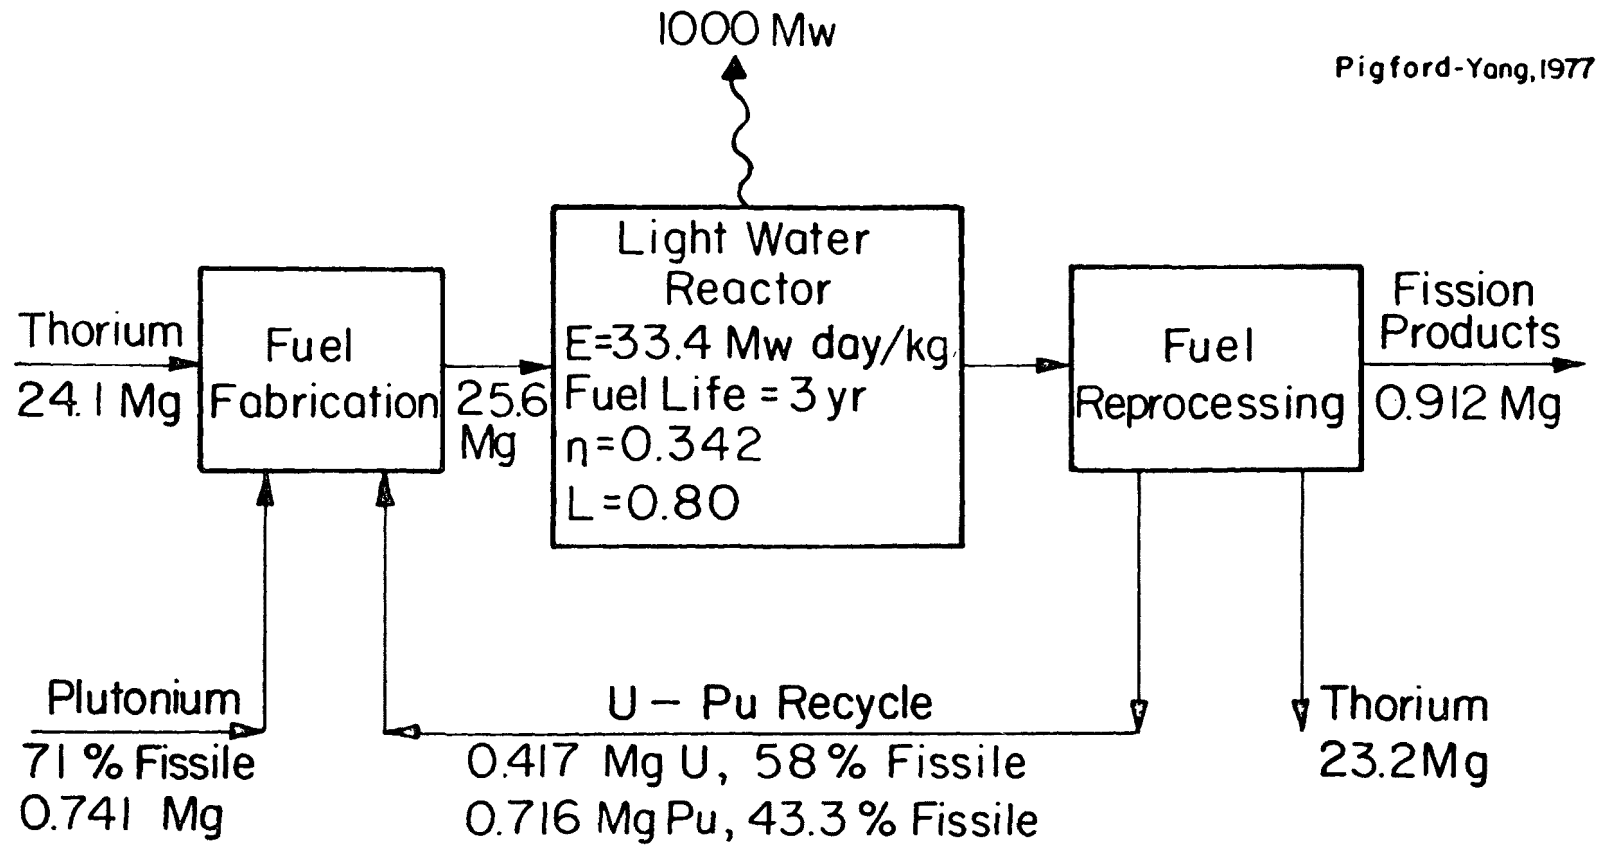 1000 Mw
Pigford-Yang, 1977
Light Water
Reactor
E=33.4 Mw day/kg
Fuel Life = 3 yr
η=0.342
L=0.80
Thorium
24.1 Mg
Fuel
Fabrication
25.6
Mg
Fuel
Reprocessing
Fission
Products
0.912 Mg
Plutonium
71 % Fissile
0.741 Mg
U - Pu Recycle
0.417 Mg U, 58% Fissile
0.716 Mg Pu, 43.3 % Fissile
Thorium
23.2 Mg